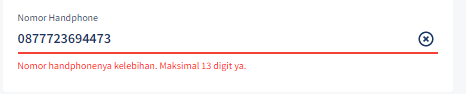 Nomor Handphone
0877723694473
Nomor handphonenya kelebihan. Maksimal 13 digit ya.